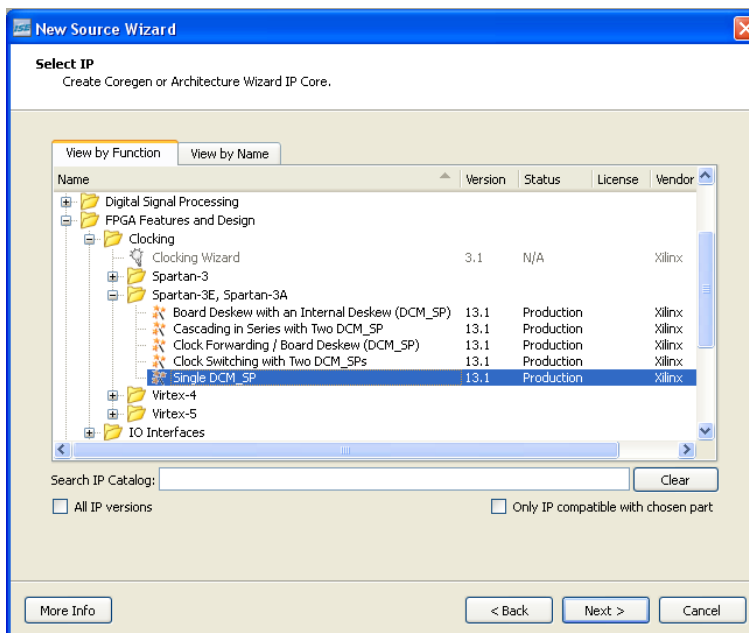 ISE New Source Wizard
Select IP
Create Coregen or Architecture Wizard IP Core.
View by Function View by Name
Name Version Status License Vendor
Digital Signal Processing
FPGA Features and Design
Clocking
Clocking Wizard 3.1 N/A Xilinx
Spartan-3
Spartan-3E, Spartan-3A
Board Deskew with an Internal Deskew (DCM_SP) 13.1 Production Xilinx
Cascading in Series with Two DCM_SP 13.1 Production Xilinx
Clock Forwarding / Board Deskew (DCM_SP) 13.1 Production Xilinx
Clock Switching with Two DCM_SPs 13.1 Production Xilinx
Single DCM_SP 13.1 Production Xilinx
Virtex-4
Virtex-5
IO Interfaces
Search IP Catalog: Clear
All IP versions Only IP compatible with chosen part
More Info < Back Next > Cancel